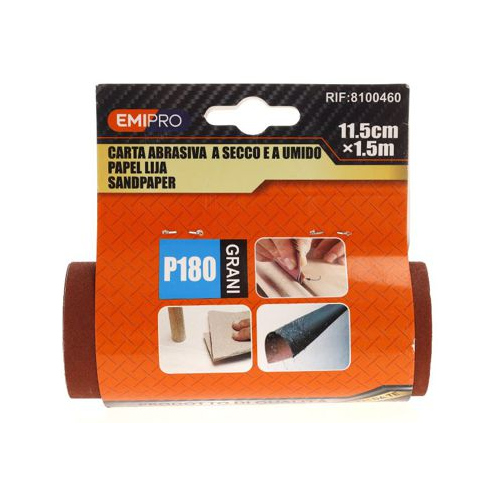 RIF:8100460
EMIPRO
11.5cm
×1.5m
CARTA ABRASIVA A SECCO E A UMIDO
PAPEL LIJA
SANDPAPER
P180
GRANI